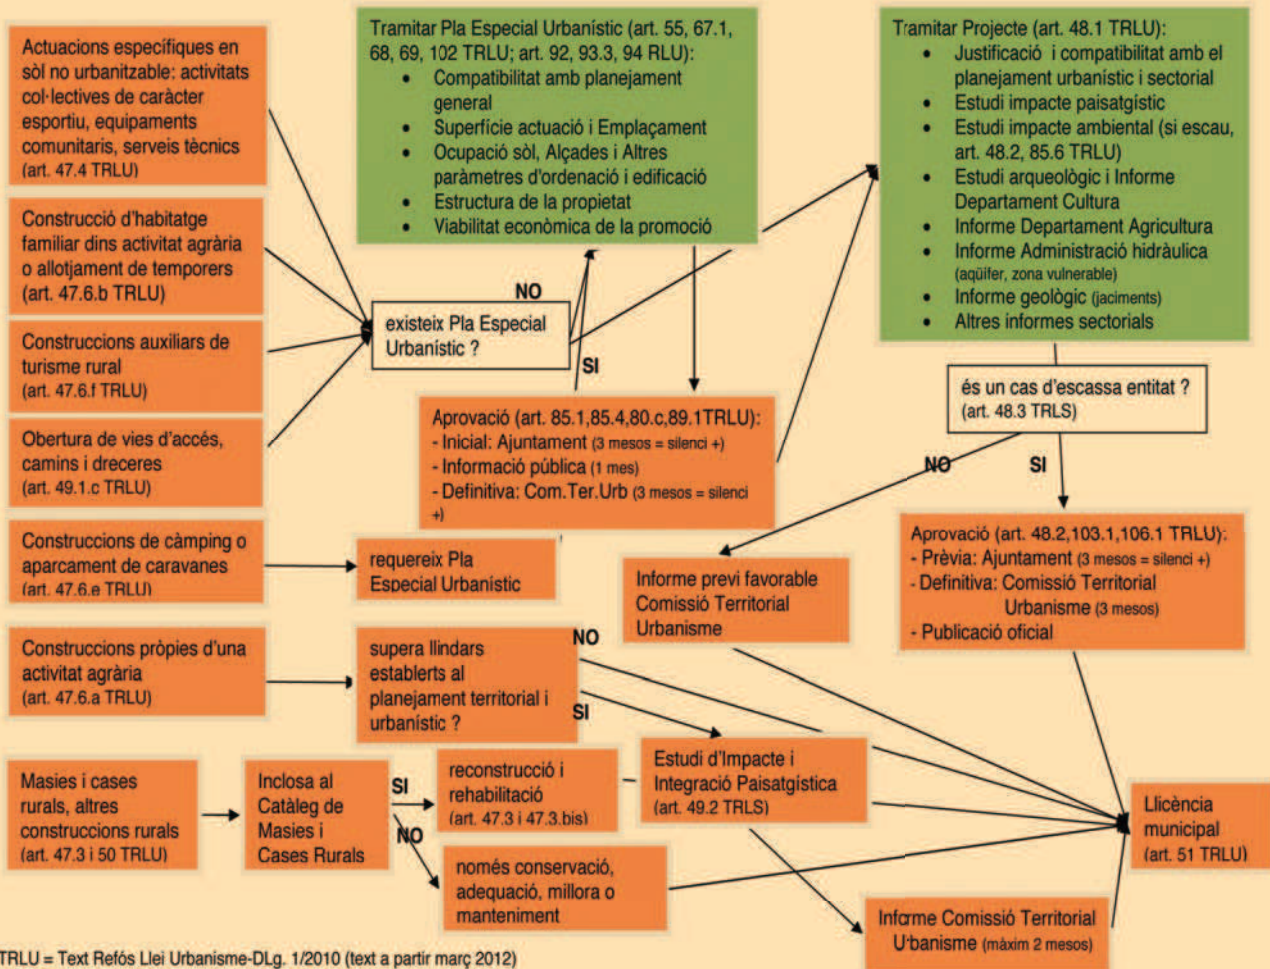 Actuacions específiques en
sòl no urbanitzable: activitats
col·lectives de caràcter
esportiu, equipaments
comunitaris, serveis tècnics
(art. 47.4 TRLU)
Construcció d'habitatge
familiar dins activitat agrària
o allotjament de temporers
(art. 47.6.b TRLU)
Construccions auxiliars de
turisme rural
(art. 47.6.f TRLU)
Obertura de vies d'accés,
camins i dreceres
(art. 49.1.c TRLU)
Construccions de càmping o
aparcament de caravanes
(art. 47.6.e TRLU)
Construccions pròpies d'una
activitat agrària
(art. 47.6.a TRLU)
Masies i cases
rurals, altres
construccions rurals
(art. 47.3 i 50 TRLU)
Tramitar Pla Especial Urbanístic (art. 55, 67.1,
68, 69, 102 TRLU; art. 92, 93.3, 94 RLU):
• Compatibilitat amb planejament
general
• Superfície actuació i Emplaçament
• Ocupació sòl, Alçades i Altres
paràmetres d'ordenació i edificació
• Estructura de la propietat
• Viabilitat econòmica de la promoció
NO
existeix Pla Especial
Urbanístic ?
SI
Aprovació (art. 85.1,85.4,80.c,89.1TRLU):
- Inicial: Ajuntament (3 mesos = silenci +)
- Informació pública (1 mes)
- Definitiva: Com.Ter.Urb (3 mesos = silenci
+)
requereix Pla
Especial Urbanístic
supera llindars
establerts al
planejament territorial i
urbanístic ?
NO
SI
Inclosa al
Catàleg de
Masies i
Cases Rurals
SI
NO
reconstrucció i
rehabilitació
(art. 47.3 i 47.3.bis)
només conservació,
adequació, millora o
manteniment
Tramitar Projecte (art. 48.1 TRLU):
• Justificació i compatibilitat amb el
planejament urbanístic i sectorial
• Estudi impacte paisatgístic
• Estudi impacte ambiental (si escau,
art. 48.2, 85.6 TRLU)
• Estudi arqueològic i Informe
Departament Cultura
• Informe Departament Agricultura
• Informe Administració hidràulica
(aqüífer, zona vulnerable)
• Informe geològic (jaciments)
• Altres informes sectorials
és un cas d'escassa entitat ?
(art. 48.3 TRLS)
NO
SI
Informe previ favorable
Comissió Territorial
Urbanisme
Aprovació (art. 48.2,103.1,106.1 TRLU):
- Prèvia: Ajuntament (3 mesos = silenci +)
- Definitiva: Comissió Territorial
Urbanisme (3 mesos)
- Publicació oficial
Estudi d'Impacte i
Integració Paisatgística
(art. 49.2 TRLS)
Llicència
municipal
(art. 51 TRLU)
Informe Comissió Territorial
Urbanisme (màxim 2 mesos)
TRLU = Text Refós Llei Urbanisme-DLg. 1/2010 (text a partir març 2012)